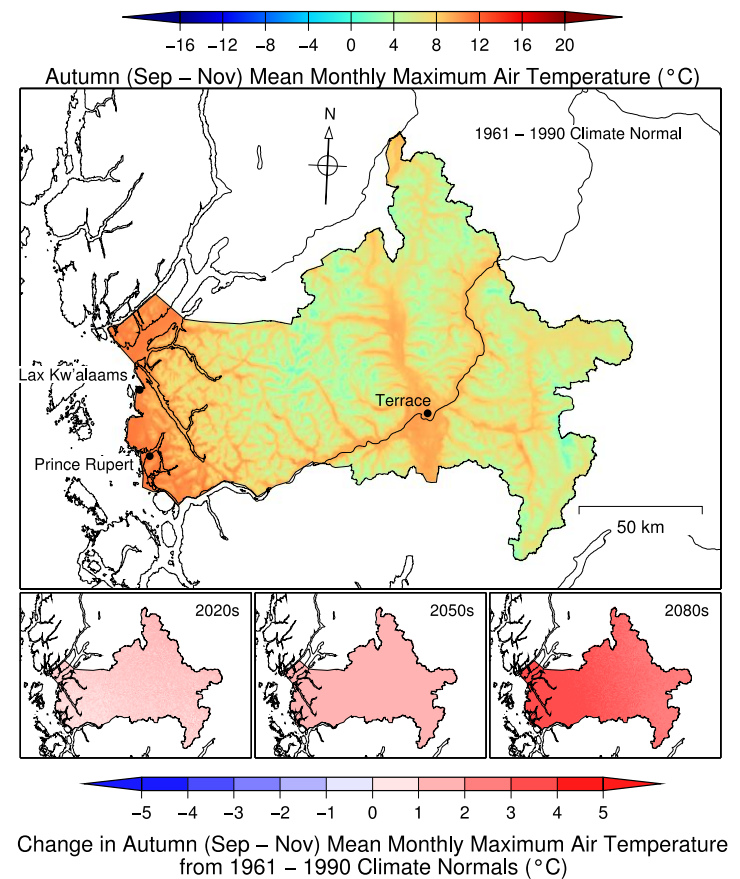 −16 −12 −8 −4 0 4 8 12 16 20
Autumn (Sep − Nov) Mean Monthly Maximum Air Temperature (°C)
N
1961 − 1990 Climate Normal
Lax Kw'alaams
Terrace
Prince Rupert
50 km
2020s
2050s
2080s
−5 −4 −3 −2 −1 0 1 2 3 4 5
Change in Autumn (Sep − Nov) Mean Monthly Maximum Air Temperature
from 1961 − 1990 Climate Normals (°C)